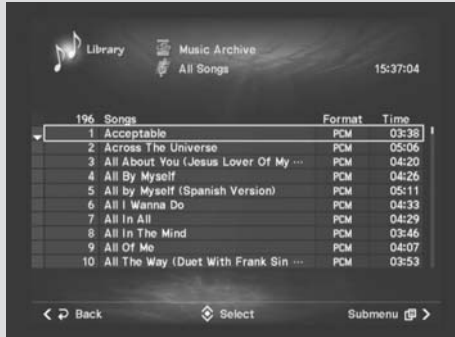 Library
Music Archive
All Songs
15:37:04
196 Songs Format Time
1 Acceptable PCM 03:38
2 Across The Universe PCM 05:06
3 All About You (Jesus Lover Of My ··· PCM 04:20
4 All By Myself PCM 04:26
5 All by Myself (Spanish Version) PCM 05:11
6 All I Wanna Do PCM 04:33
7 All In All PCM 04:29
8 All In The Mind PCM 03:46
9 All Of Me PCM 04:07
10 All The Way (Duet With Frank Sin ··· PCM 03:53
Back Select Submenu